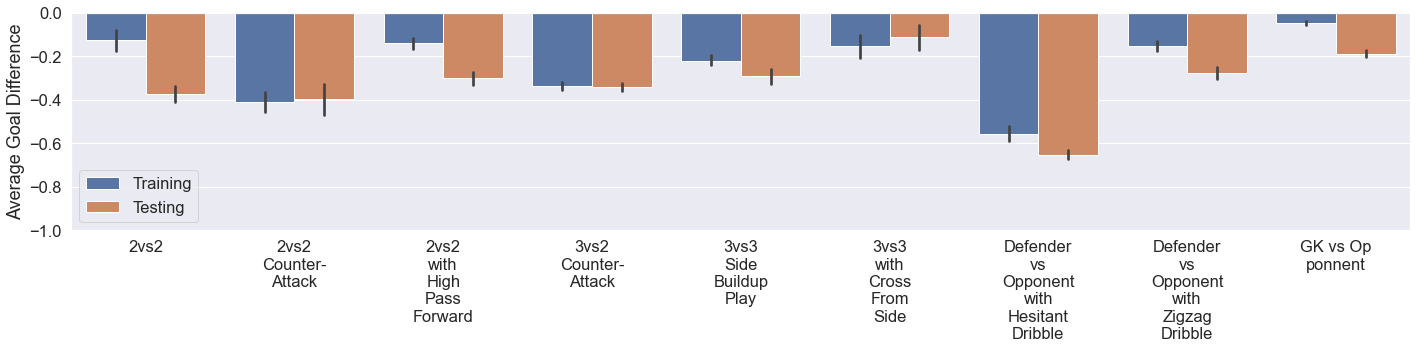 Average Goal Difference
0.0
−0.2
−0.4
−0.6
−0.8
−1.0
Training
Testing
2vs2
2vs2
Counter-
Attack
2vs2
with
High
Pass
Forward
3vs2
Counter-
Attack
3vs3
Side
Buildup
Play
3vs3
with
Cross
From
Side
Defender
vs
Opponent
with
Hesitant
Dribble
Defender
vs
Opponent
with
Zigzag
Dribble
GK vs Op
ponnent